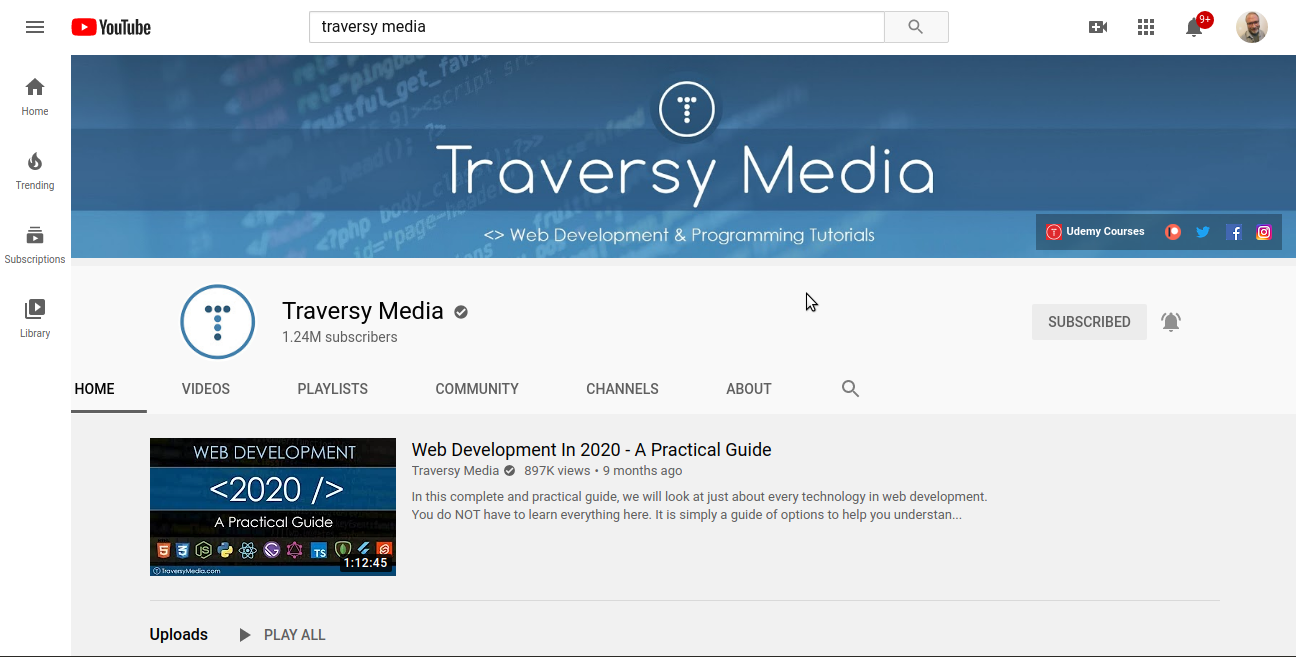 YouTube
traversy media
9+
Home
Trending
Subscriptions
Library
Traversy Media
<> Web Development & Programming Tutorials
Udemy Courses
Traversy Media
1.24M subscribers
SUBSCRIBED
HOME VIDEOS PLAYLISTS COMMUNITY CHANNELS ABOUT
WEB DEVELOPMENT
<2020 />
A Practical Guide
TS
1:12:45
TraversyMedia.com
Web Development In 2020 - A Practical Guide
Traversy Media 897K views • 9 months ago
In this complete and practical guide, we will look at just about every technology in web development.
You do NOT have to learn everything here. It is simply a guide of options to help you understan...
Uploads PLAY ALL